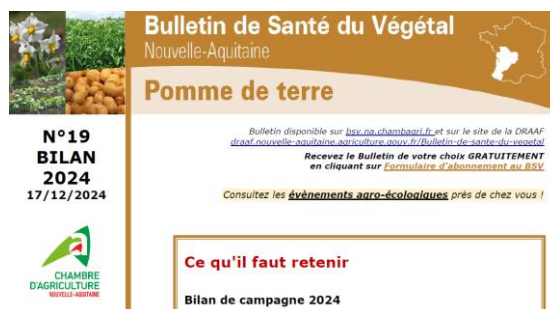 Bulletin de Santé du Végétal
Nouvelle-Aquitaine
Pomme de terre
N°19
BILAN
2024
17/12/2024
CHAMBRE
D'AGRICULTURE
NOUVELLE-AQUITAINE
Bulletin disponible sur bsv.na.chambagri.fr et sur le site de la DRAAF
draaf.nouvelle-aquitaine.agriculture.gouv.fr/Bulletin-de-sante-du-vegetal
Recevez le Bulletin de votre choix GRATUITEMENT
en cliquant sur Formulaire d'abonnement au BSV
Consultez les évènements agro-écologiques près de chez vous !
Ce qu'il faut retenir
Bilan de campagne 2024